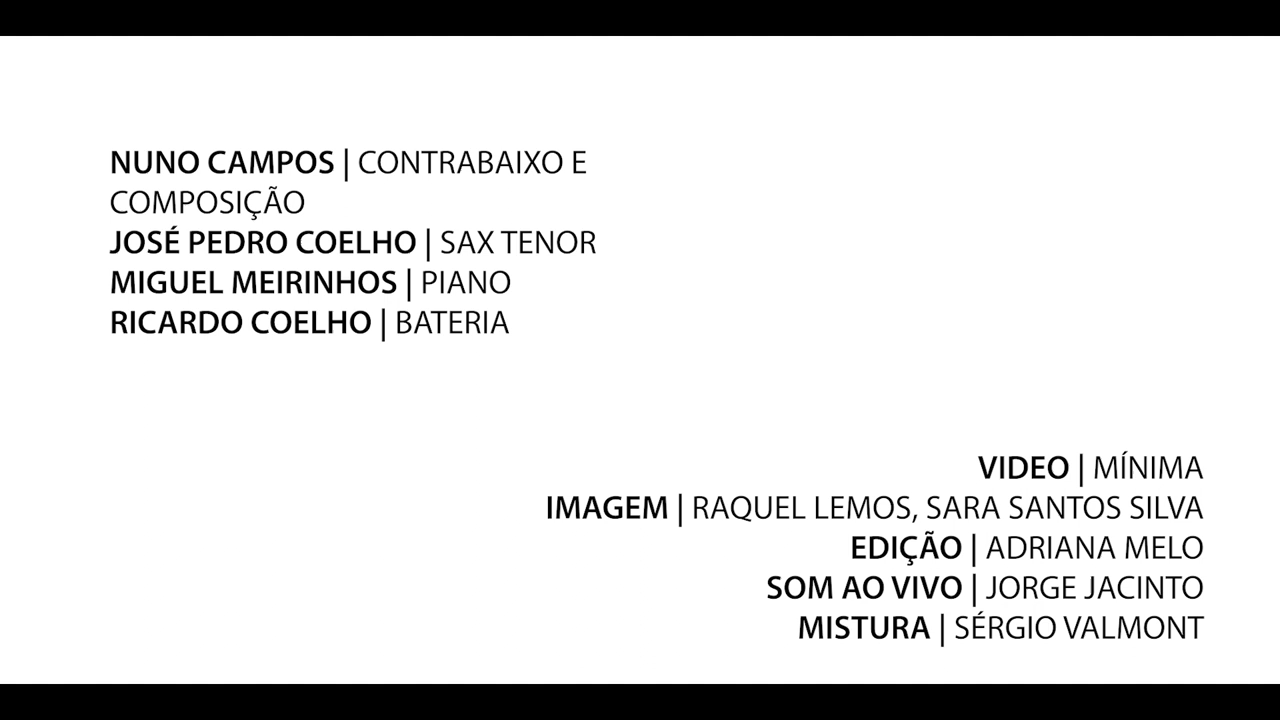 NUNO CAMPOS | CONTRABAIXO E
COMPOSIÇÃO
JOSÉ PEDRO COELHO | SAX TENOR
MIGUEL MEIRINHOS | PIANO
RICARDO COELHO | BATERIA
VIDEO | MÍNIMA
IMAGEM | RAQUEL LEMOS, SARA SANTOS SILVA
EDIÇÃO | ADRIANA MELO
SOM AO VIVO | JORGE JACINTO
MISTURA | SÉRGIO VALMONT